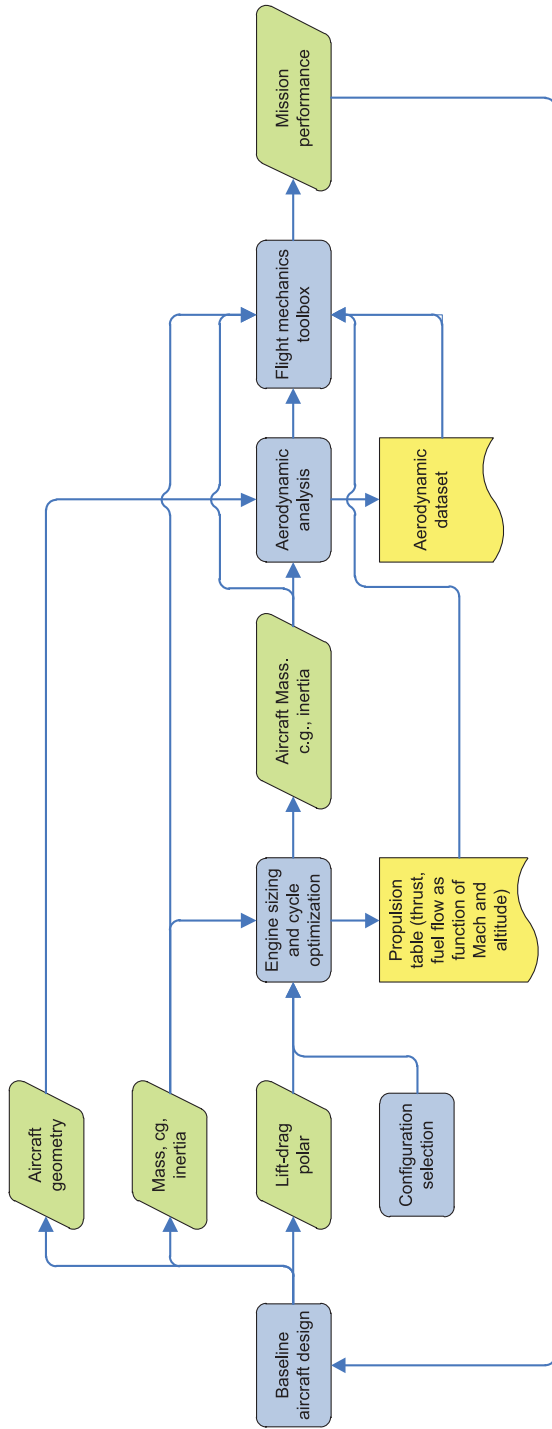 Baseline
aircraft design
Aircraft
geometry
Mass, cg,
inertia
Lift-drag
polar
Configuration
selection
Engine sizing
and cycle
optimization
Propulsion
table (thrust,
fuel flow as
function of
Mach and
altitude)
Aircraft Mass.
c.g., inertia
Aerodynamic
analysis
Aerodynamic
dataset
Flight mechanics
toolbox
Mission
performance